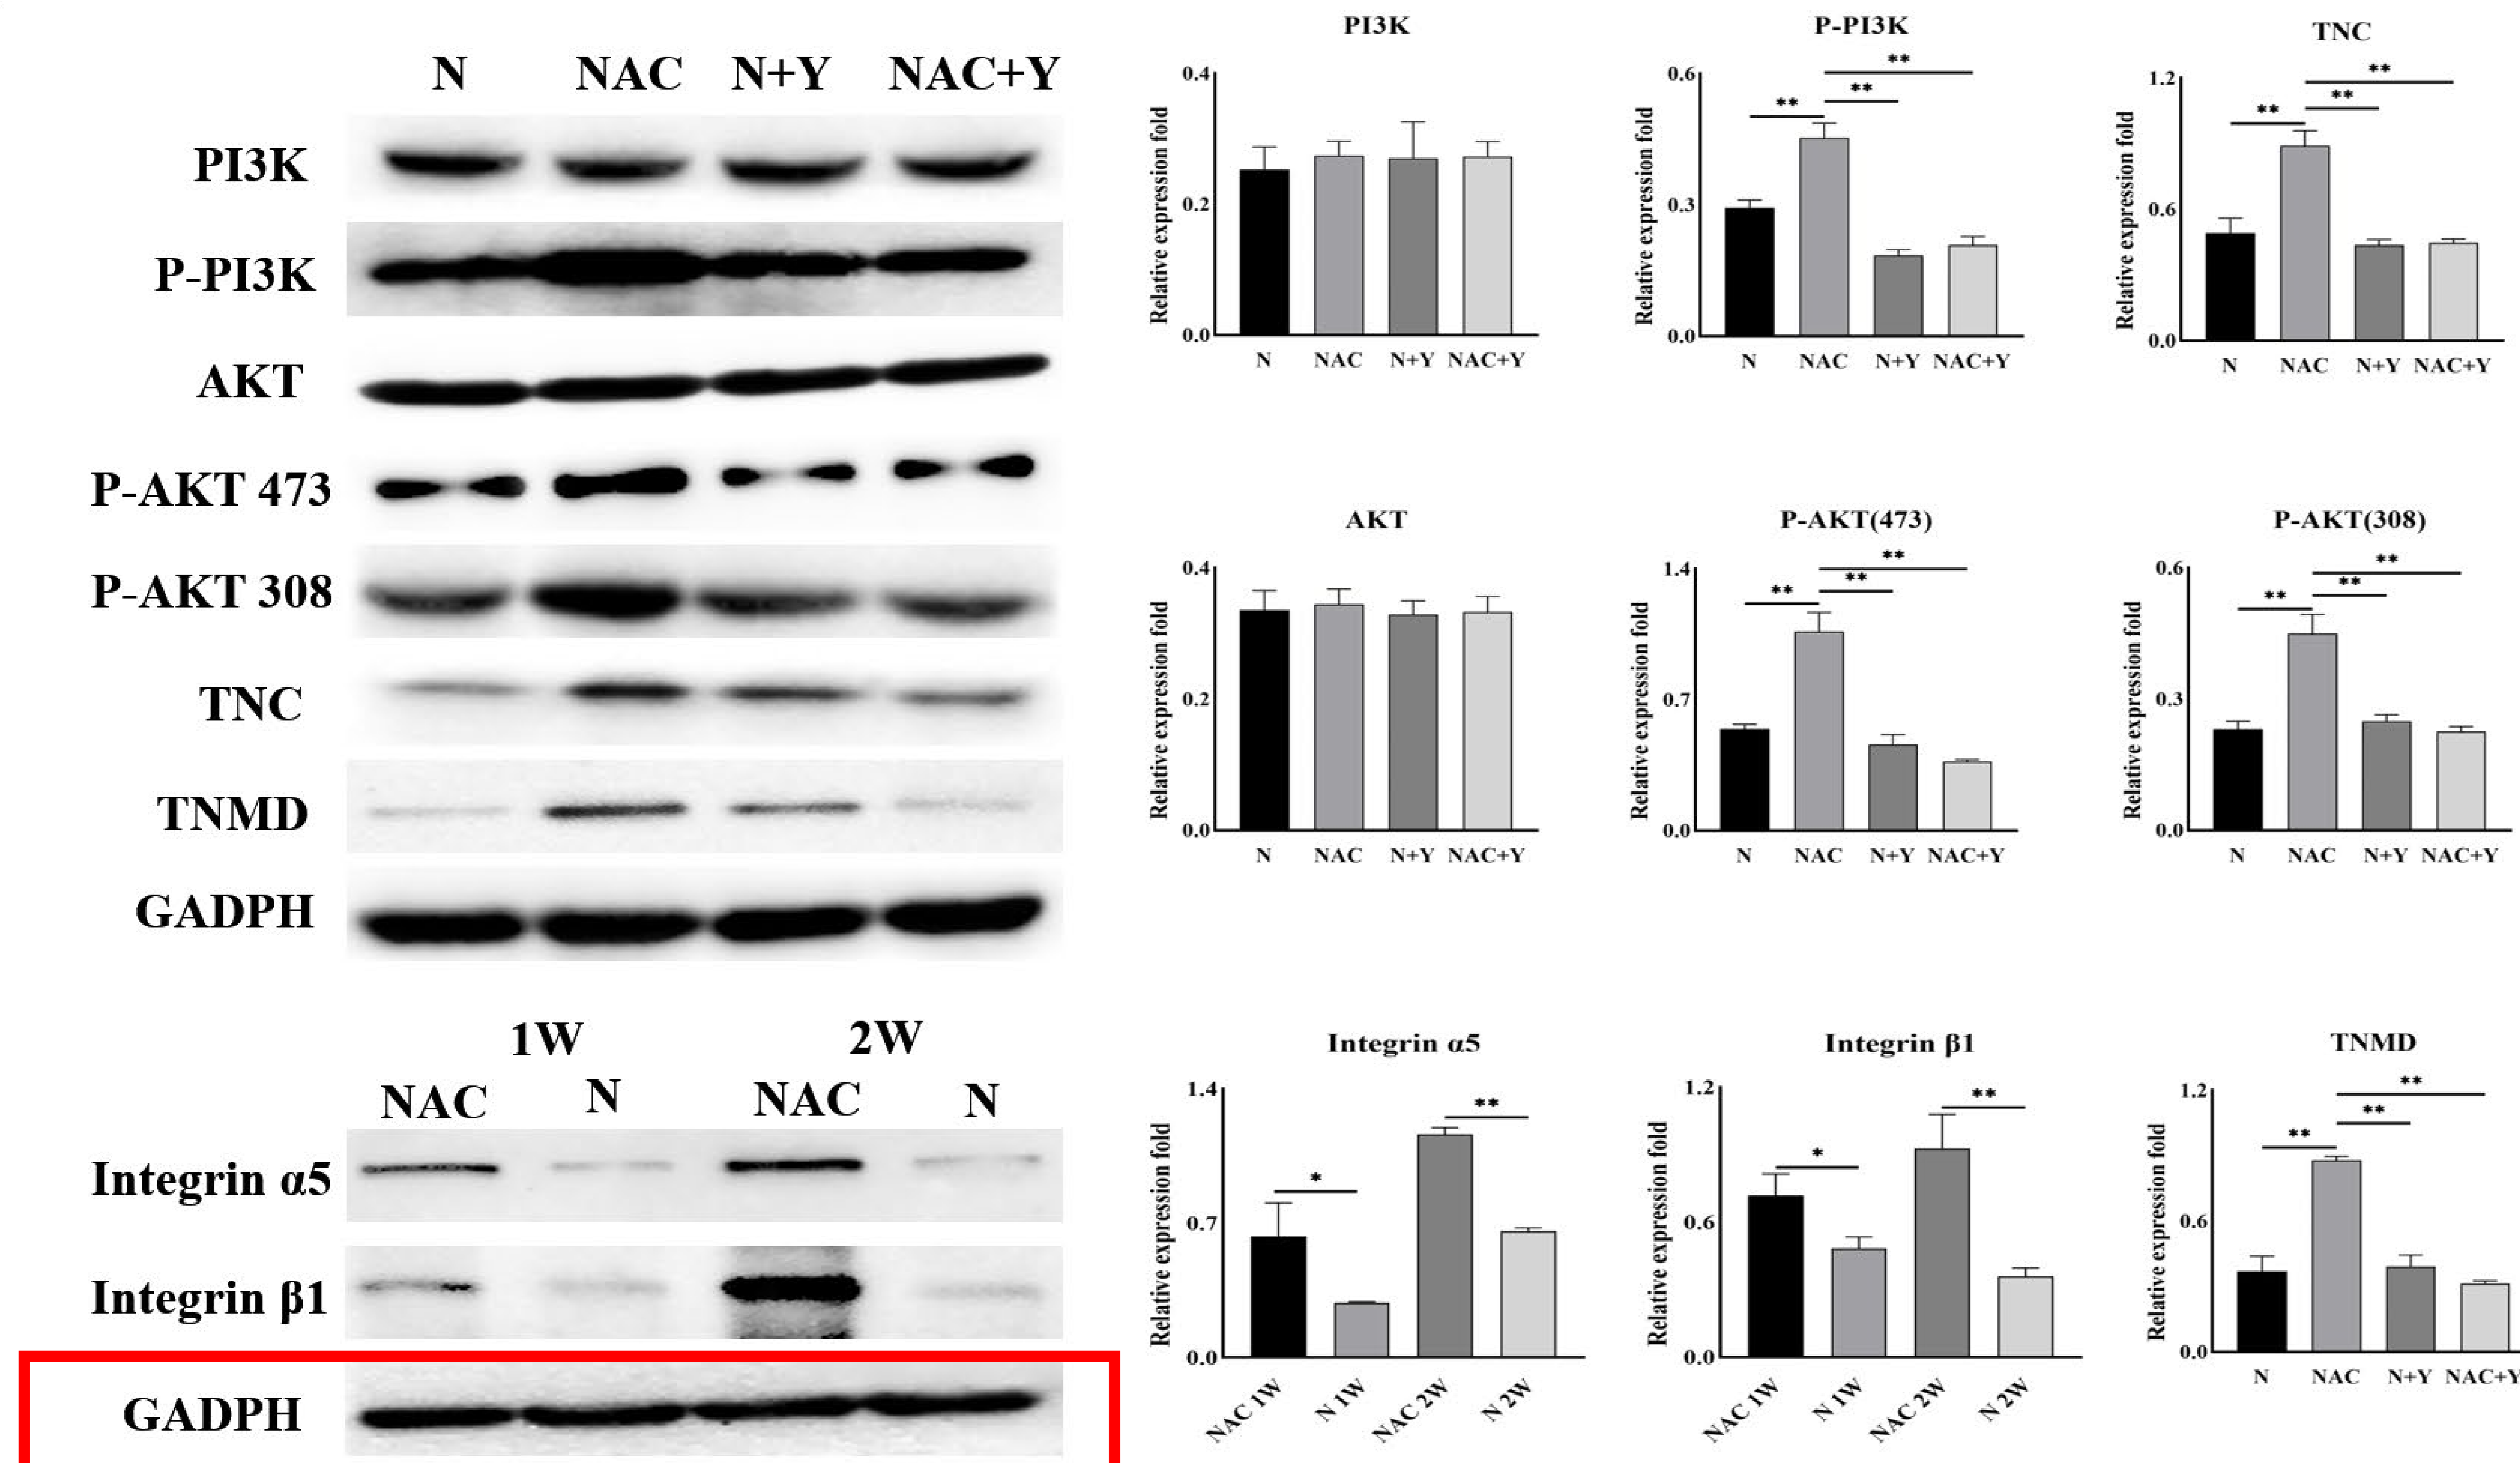 N NAC N+Y NAC+Y
PI3K
P-PI3K
AKT
P-AKT 473
P-AKT 308
TNC
TNMD
GADPH
1W 2W
NAC N NAC N
Integrin α5
Integrin β1
GADPH
PI3K
Relative expression fold
0.4
0.2
0.0
N NAC N+Y NAC+Y
P-PI3K
Relative expression fold
0.6
0.3
0.0
** ** **
N NAC N+Y NAC+Y
TNC
Relative expression fold
1.2
0.6
0.0
** ** **
N NAC N+Y NAC+Y
AKT
Relative expression fold
0.4
0.2
0.0
N NAC N+Y NAC+Y
P-AKT(473)
Relative expression fold
1.4
0.7
0.0
** ** **
N NAC N+Y NAC+Y
P-AKT(308)
Relative expression fold
0.6
0.3
0.0
** ** **
N NAC N+Y NAC+Y
Integrin α5
Relative expression fold
1.4
0.7
0.0
* **
NAC 1W N 1W NAC 2W N 2W
Integrin β1
Relative expression fold
1.2
0.6
0.0
* **
NAC 1W N 1W NAC 2W N 2W
TNMD
Relative expression fold
1.2
0.6
0.0
** ** **
N NAC N+Y NAC+Y